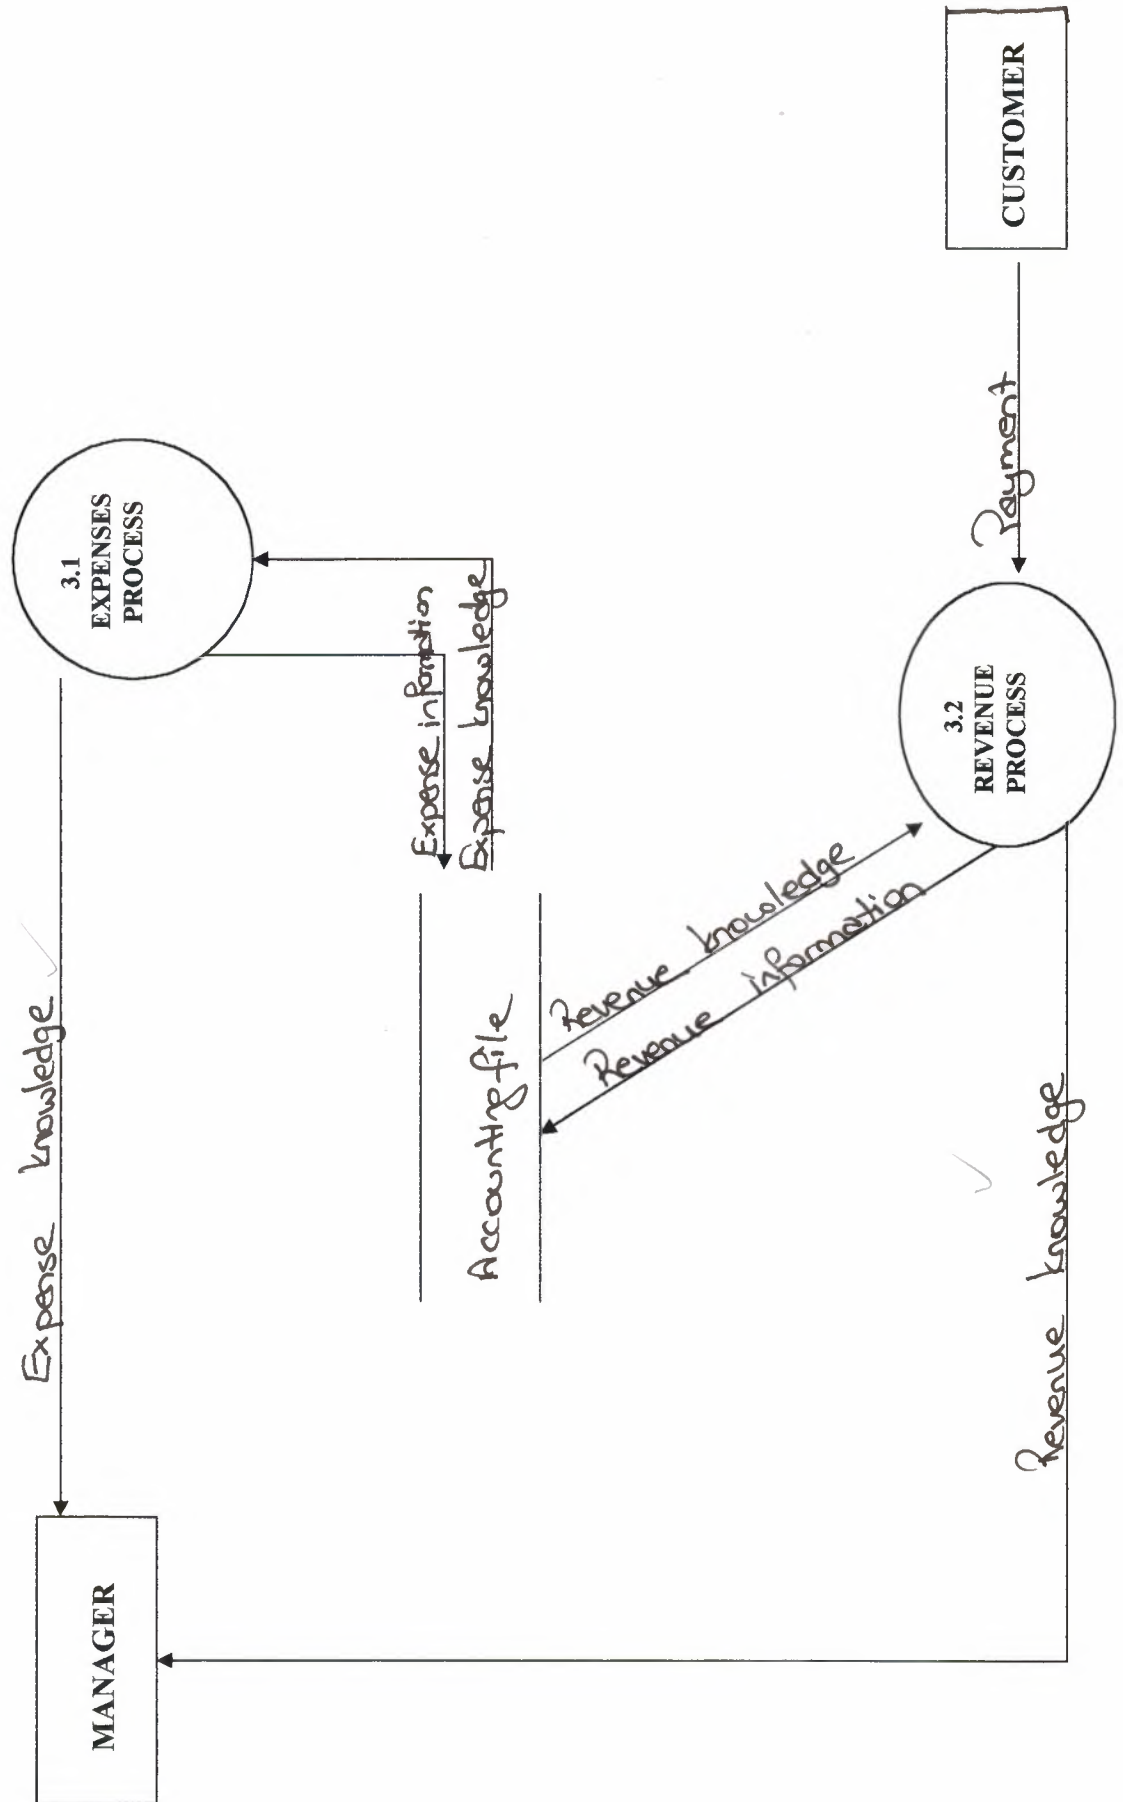 Expense knowledge
MANAGER
3.1
EXPENSES
PROCESS
Expense information
Expense knowledge
Accounting file
Revenue knowledge
Revenue information
3.2
REVENUE
PROCESS
Payment
CUSTOMER
Revenue knowledge